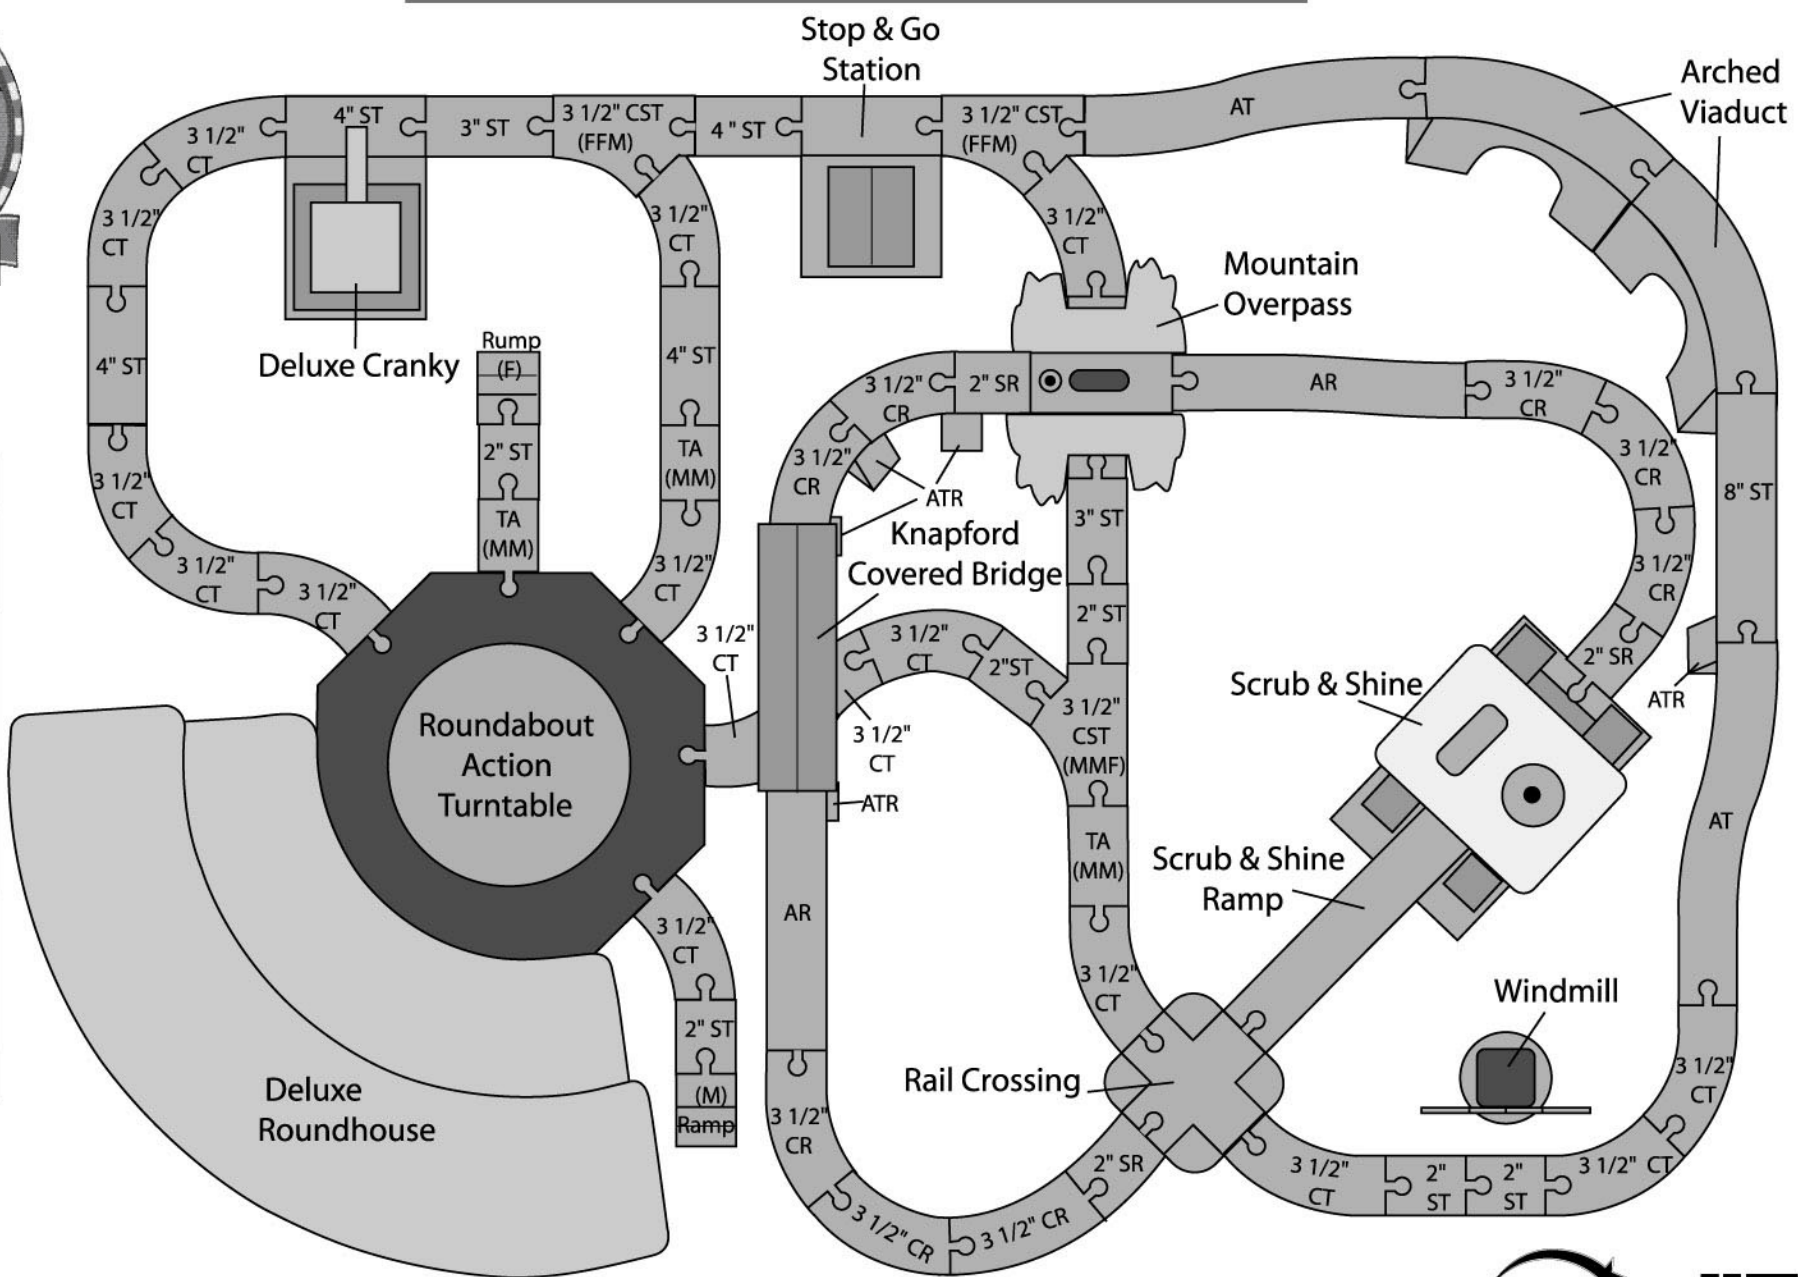 Stop & Go
Station
Arched
Viaduct
3 1/2"
CT
4" ST
3" ST
3 1/2" CST
(FFM)
4 " ST
3 1/2" CST
(FFM)
AT
3 1/2"
CT
3 1/2"
CT
3 1/2"
CT
Mountain
Overpass
4" ST
Deluxe Cranky
Rump
(F)
4" ST
3 1/2"
CR
2" SR
AR
3 1/2"
CR
2" ST
TA
(MM)
3 1/2"
CR
3 1/2"
CR
8" ST
3 1/2"
CT
ATR
TA
(MM)
3" ST
Knapford
Covered Bridge
3 1/2"
CT
3 1/2"
CT
3 1/2"
CT
3 1/2"
CR
2" ST
3 1/2"
CT
3 1/2"
CT
2"ST
2" SR
Scrub & Shine
ATR
Roundabout
Action
Turntable
3 1/2"
CT
3 1/2"
CST
(MMF)
ATR
AT
TA
(MM)
Scrub & Shine
Ramp
AR
3 1/2"
CT
3 1/2"
CT
Windmill
2" ST
Deluxe
Roundhouse
(M)
Ramp
Rail Crossing
3 1/2"
CT
3 1/2"
CR
2" SR
3 1/2"
CT
2"
ST
2"
ST
3 1/2" CT
3 1/2" CR
3 1/2" CR